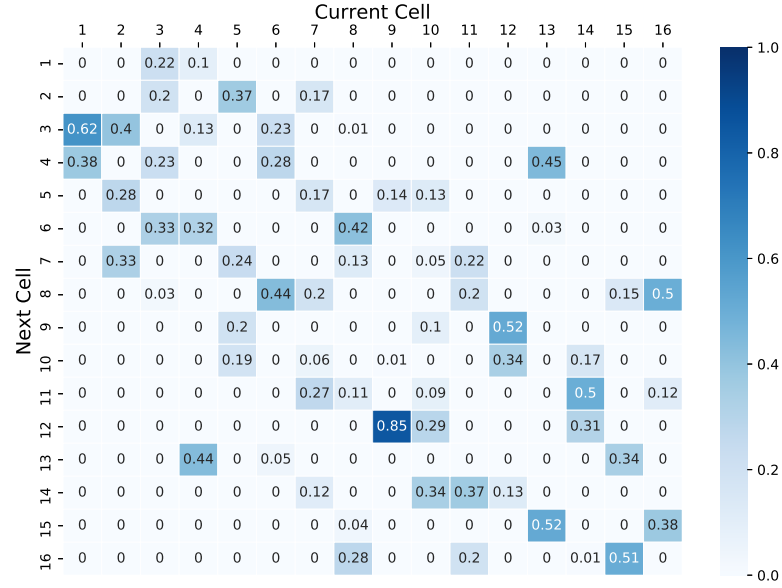 Current Cell
1 2 3 4 5 6 7 8 9 10 11 12 13 14 15 16
Next Cell
1 0 0 0.22 0.1 0 0 0 0 0 0 0 0 0 0 0 0
2 0 0 0.2 0 0.37 0 0.17 0 0 0 0 0 0 0 0 0
3 0.62 0.4 0 0.13 0 0.23 0 0.01 0 0 0 0 0 0 0 0
4 0.38 0 0.23 0 0 0.28 0 0 0 0 0 0 0.45 0 0 0
5 0 0.28 0 0 0 0 0.17 0 0.14 0.13 0 0 0 0 0 0
6 0 0 0.33 0.32 0 0 0 0.42 0 0 0 0 0.03 0 0 0
7 0 0.33 0 0 0.24 0 0 0.13 0 0.05 0.22 0 0 0 0 0
8 0 0 0.03 0 0 0.44 0.2 0 0 0 0.2 0 0 0 0.15 0.5
9 0 0 0 0 0.2 0 0 0 0 0.1 0 0.52 0 0 0 0
10 0 0 0 0 0.19 0 0.06 0 0.01 0 0 0.34 0 0.17 0 0
11 0 0 0 0 0 0 0.27 0.11 0 0.09 0 0 0 0.5 0 0.12
12 0 0 0 0 0 0 0 0 0.85 0.29 0 0 0 0.31 0 0
13 0 0 0 0.44 0 0.05 0 0 0 0 0 0 0 0 0.34 0
14 0 0 0 0 0 0 0.12 0 0 0.34 0.37 0.13 0 0 0 0
15 0 0 0 0 0 0 0 0.04 0 0 0 0 0.52 0 0 0.38
16 0 0 0 0 0 0 0 0.28 0 0 0.2 0 0 0.01 0.51 0
1.0
0.8
0.6
0.4
0.2
0.0